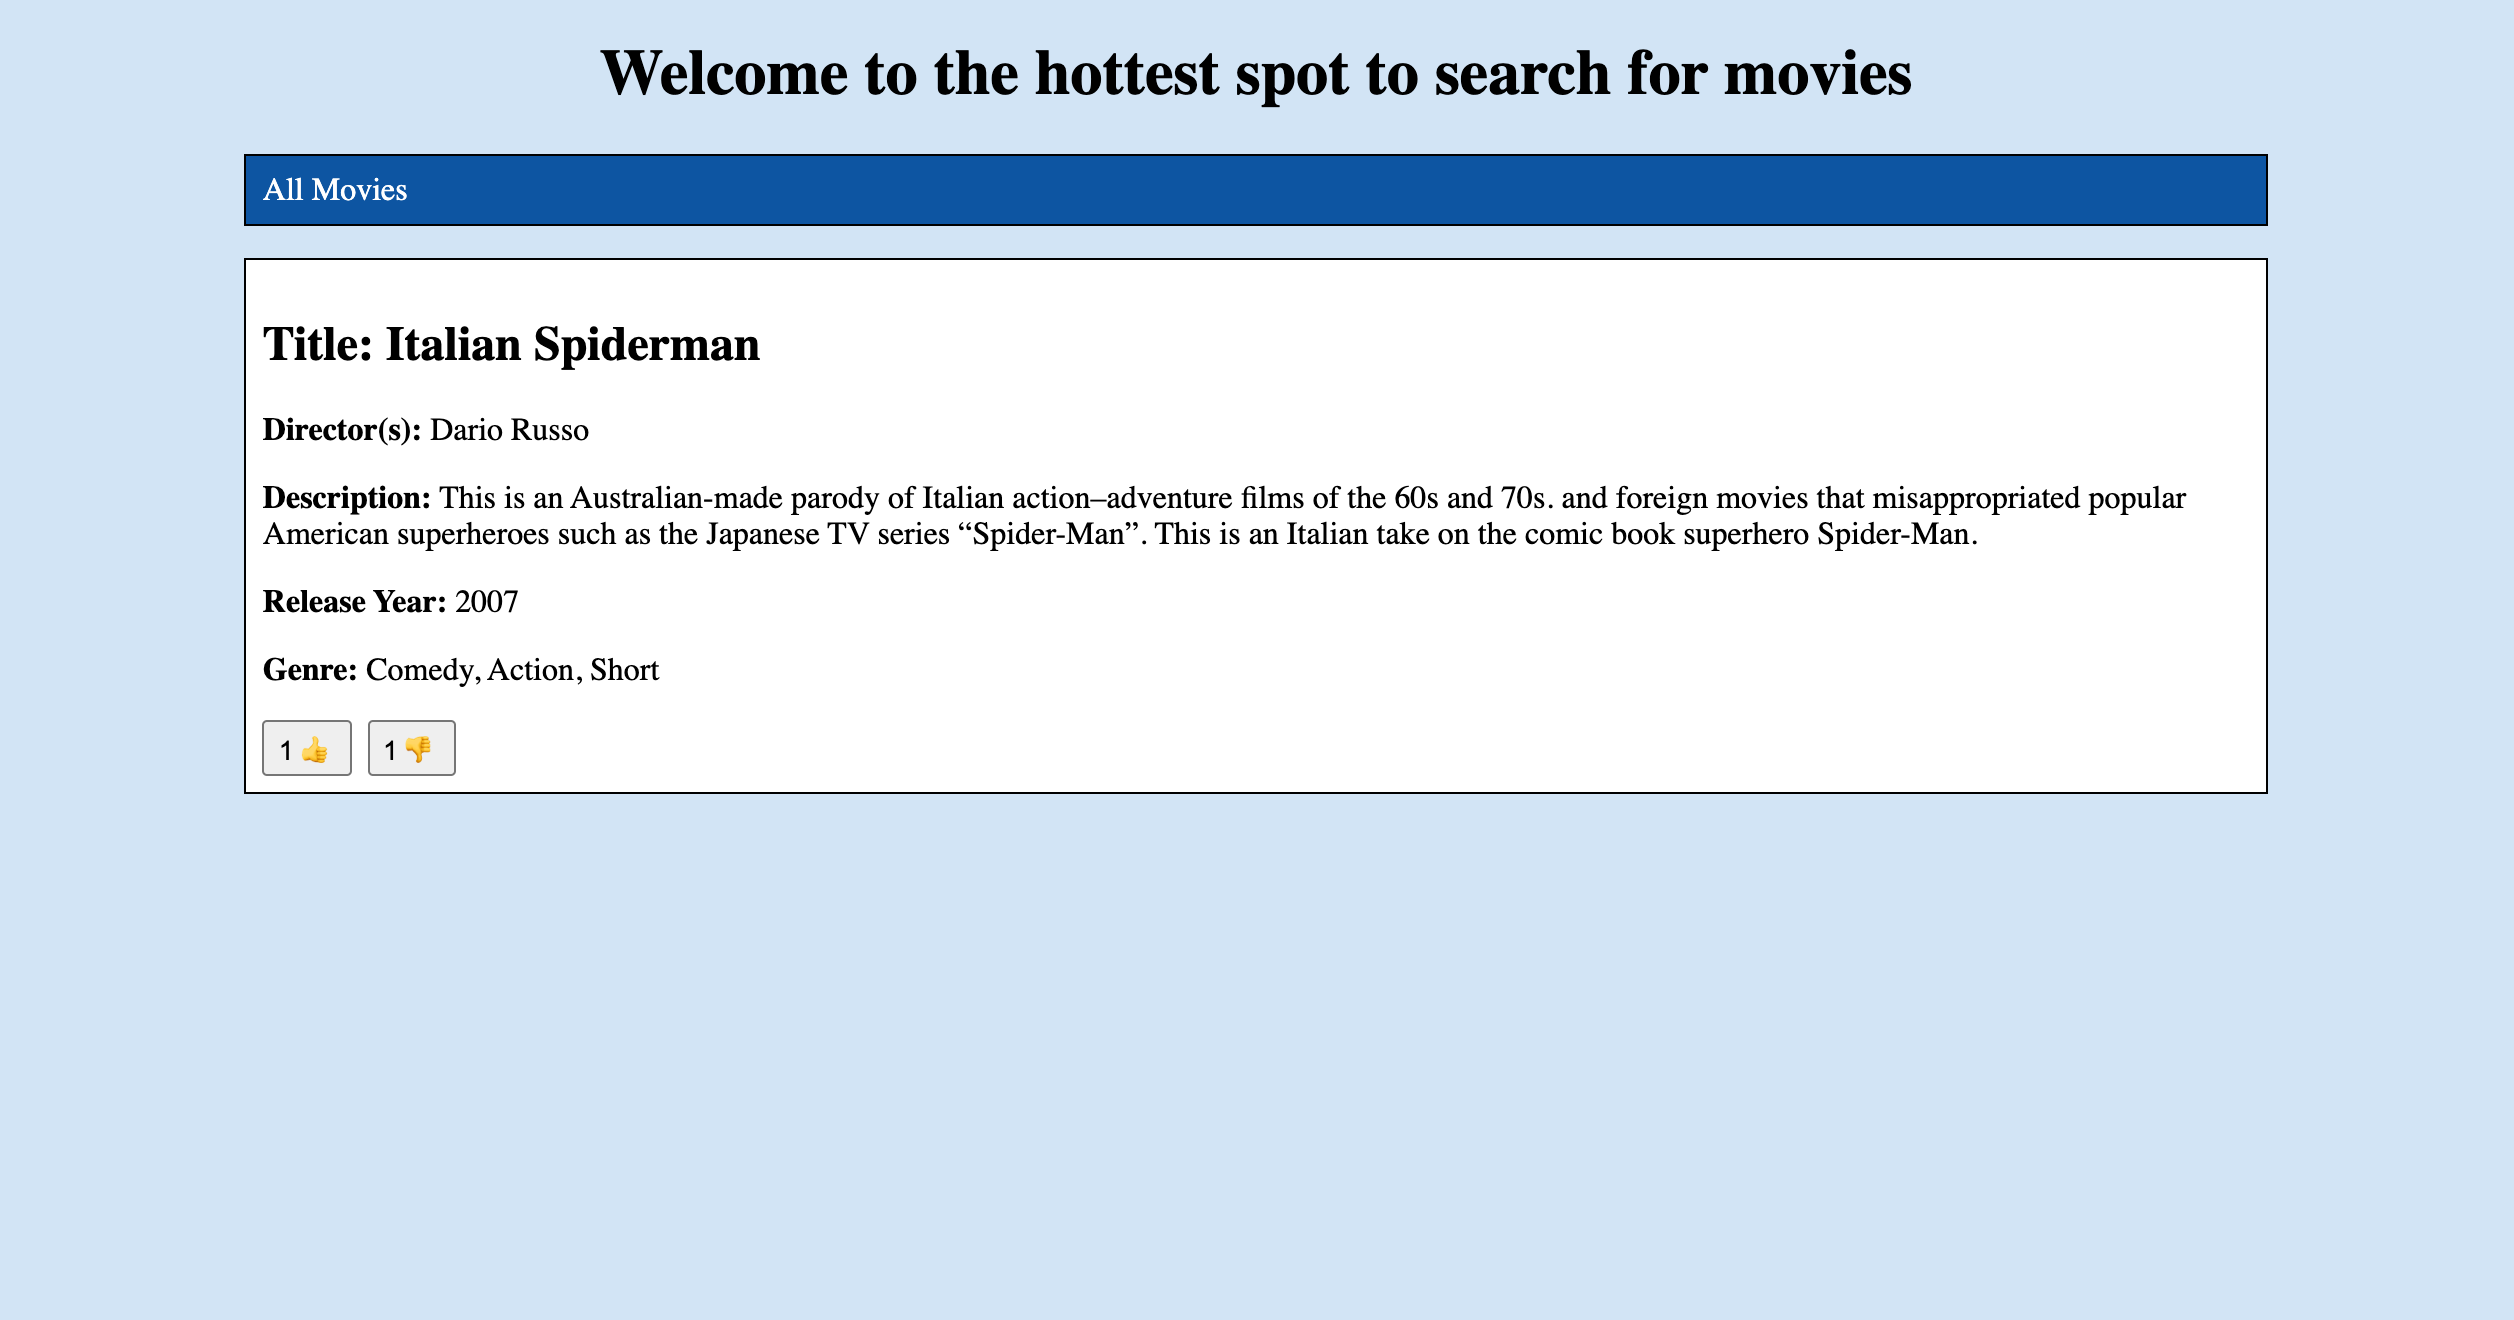 Welcome to the hottest spot to search for movies
All Movies
Title: Italian Spiderman
Director(s): Dario Russo
Description: This is an Australian-made parody of Italian action–adventure films of the 60s and 70s. and foreign movies that misappropriated popular
American superheroes such as the Japanese TV series “Spider-Man”. This is an Italian take on the comic book superhero Spider-Man.
Release Year: 2007
Genre: Comedy, Action, Short
1 👍 1 👎